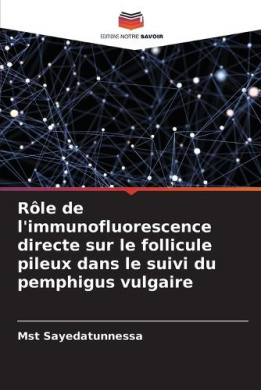 EDITIONS NOTRE SAVOIR
Rôle de
l'immunofluorescence
directe sur le follicule
pileux dans le suivi du
pemphigus vulgaire
Mst Sayedatunnessa